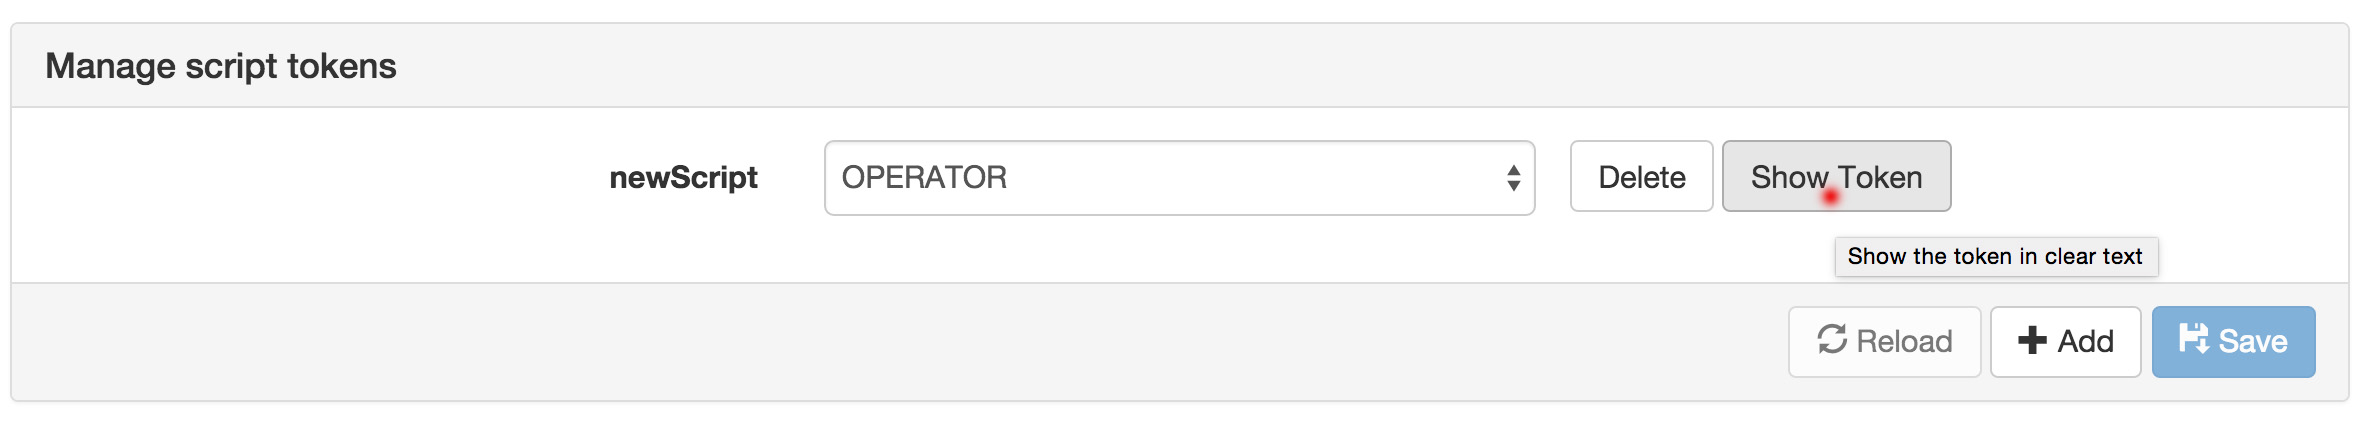 Manage script tokens
newScript OPERATOR Delete Show Token
Show the token in clear text
Reload Add Save